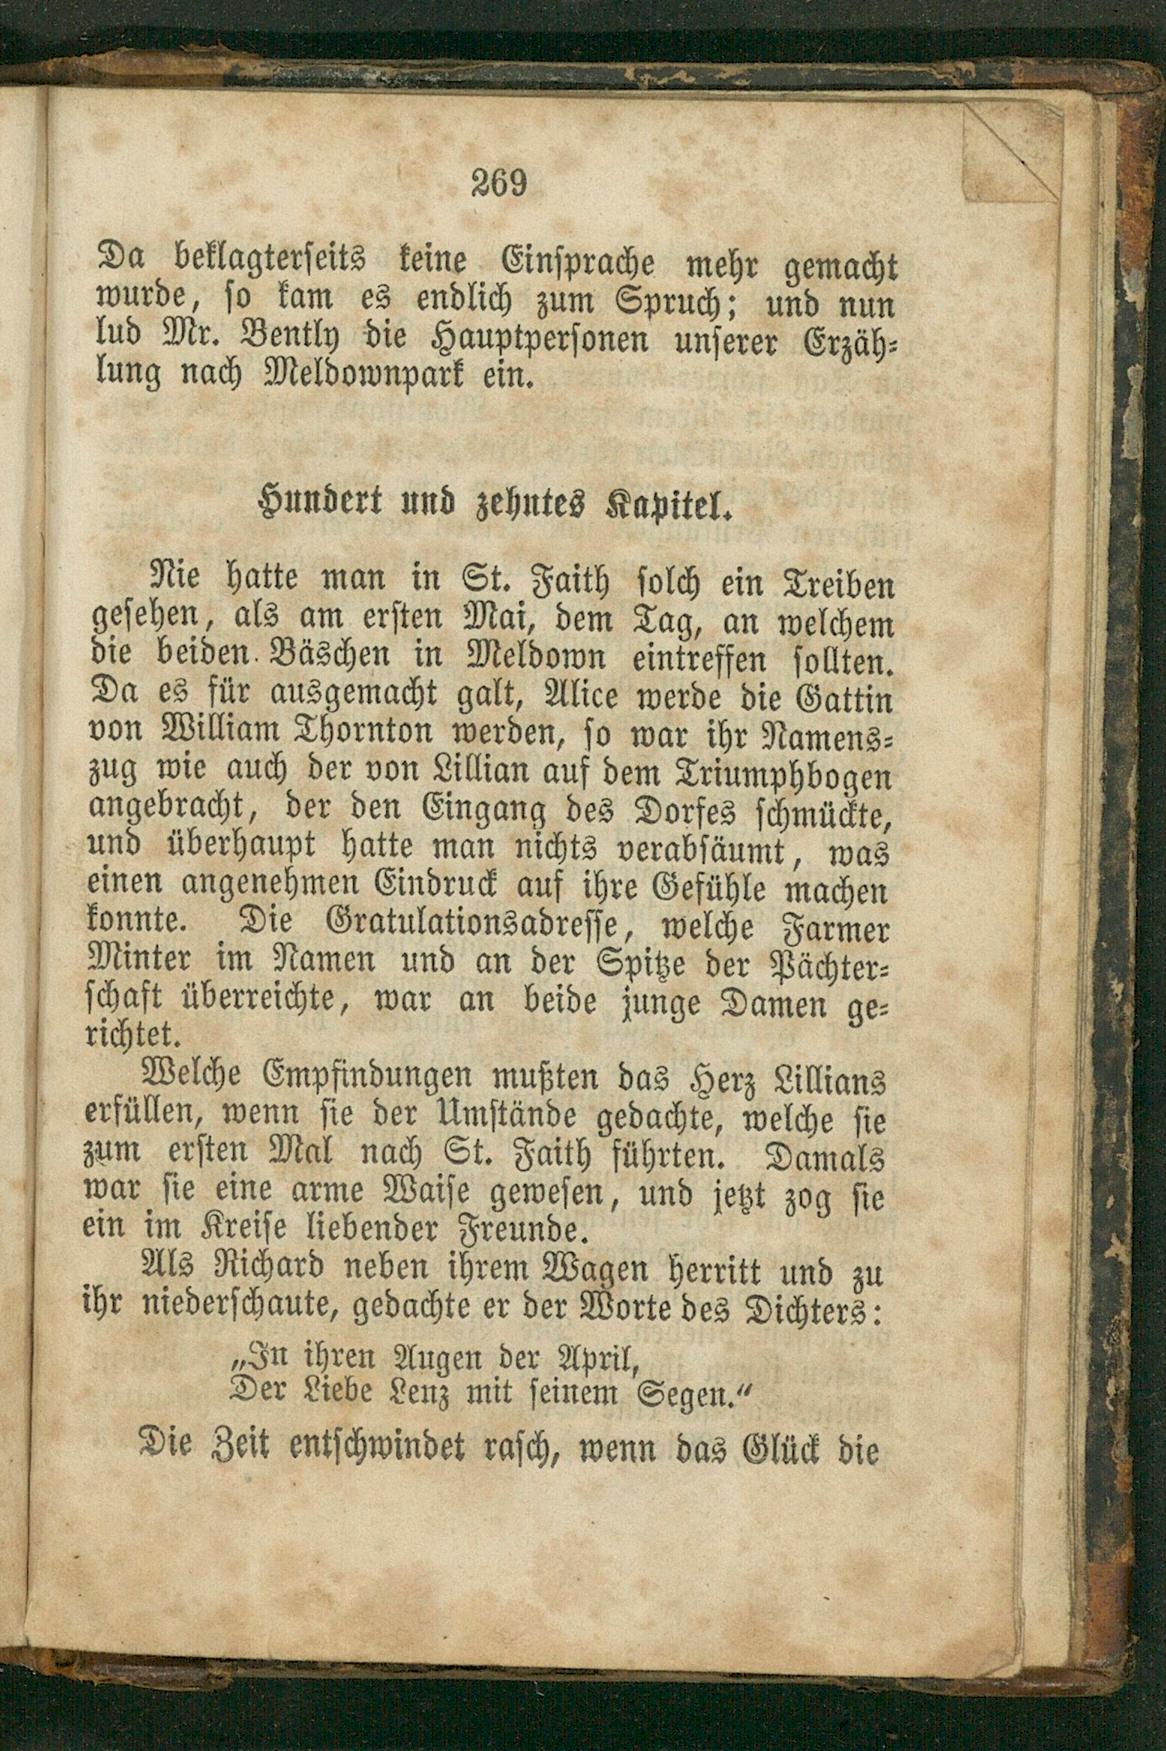 269
Da beklagterseits keine Einsprache mehr gemacht
wurde, so kam es endlich zum Spruch; und nun
lud Mr. Bently die Hauptpersonen unserer Erzäh-
lung nach Meldownpark ein.
Hundert und zehntes Kapitel.
Nie hatte man in St. Faith solch ein Treiben
gesehen, als am ersten Mai, dem Tag, an welchem
die beiden Bäschen in Meldown eintreffen sollten.
Da es für ausgemacht galt, Alice werde die Gattin
von William Thornton werden, so war ihr Namens-
zug wie auch der von Lillian auf dem Triumphbogen
angebracht, der den Eingang des Dorfes schmückte,
und überhaupt hatte man nichts verabsäumt, was
einen angenehmen Eindruck auf ihre Gefühle machen
konnte. Die Gratulationsadresse, welche Farmer
Minter im Namen und an der Spitze der Pächter-
schaft überreichte, war an beide junge Damen ge-
richtet.
Welche Empfindungen mußten das Herz Lillians
erfüllen, wenn sie der Umstände gedachte, welche sie
zum ersten Mal nach St. Faith führten. Damals
war sie eine arme Waise gewesen, und jetzt zog sie
ein im Kreise liebender Freunde.
Als Richard neben ihrem Wagen herritt und zu
ihr niederschaute, gedachte er der Worte des Dichters:
„In ihren Augen der April,
Der Liebe Lenz mit seinem Segen.“
Die Zeit entschwindet rasch, wenn das Glück die